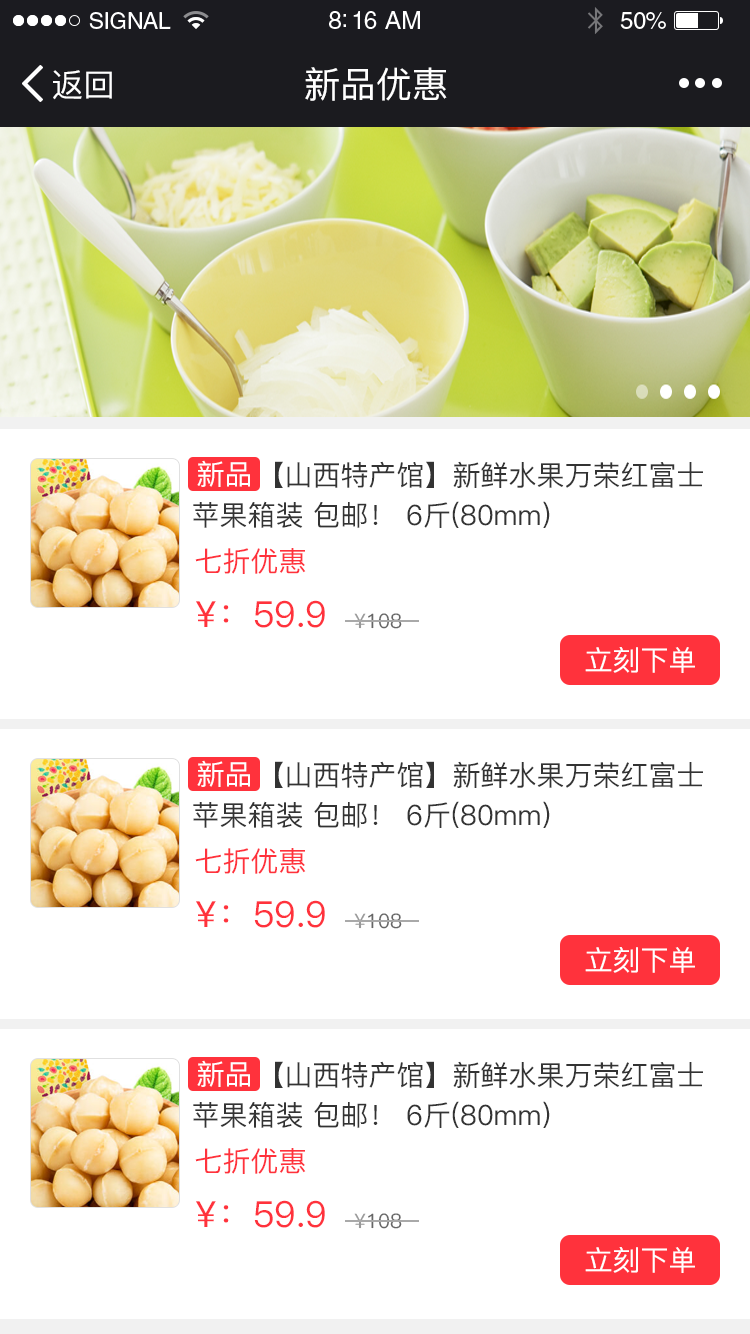 SIGNAL 8:16 AM 50%
返回 新品优惠
新品【山西特产馆】新鲜水果万荣红富士
苹果箱装 包邮！ 6斤(80mm)
七折优惠
￥：59.9 ¥108
立刻下单
新品【山西特产馆】新鲜水果万荣红富士
苹果箱装 包邮！ 6斤(80mm)
七折优惠
￥：59.9 ¥108
立刻下单
新品【山西特产馆】新鲜水果万荣红富士
苹果箱装 包邮！ 6斤(80mm)
七折优惠
￥：59.9 ¥108
立刻下单